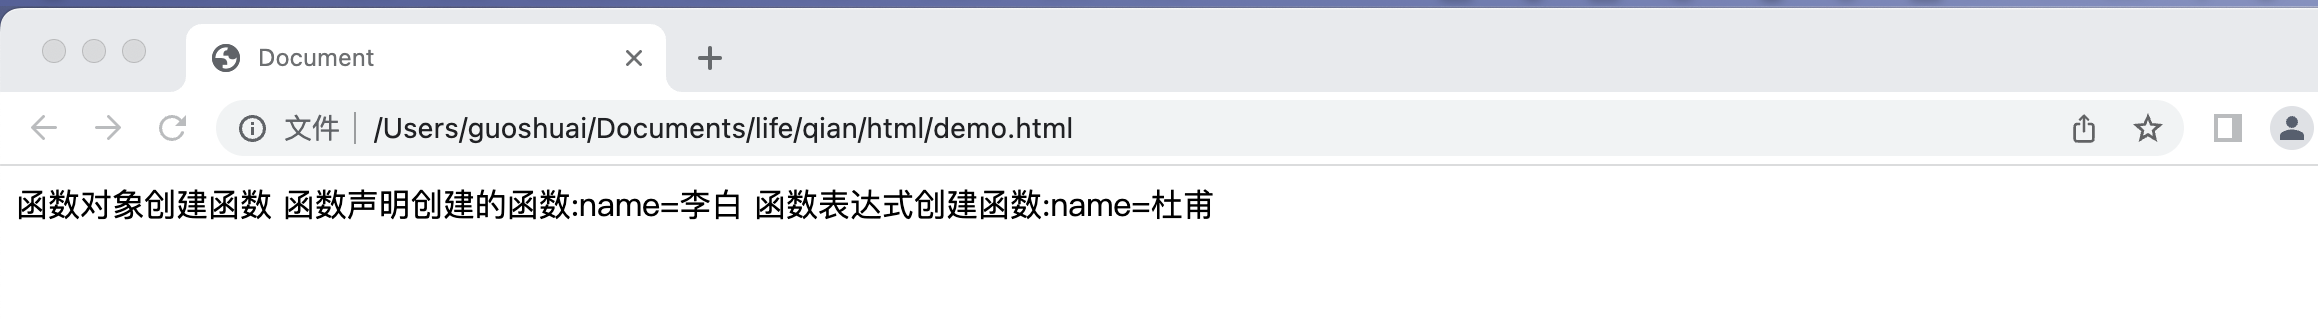 Document
文件 /Users/guoshuai/Documents/life/qian/html/demo.html
函数对象创建函数 函数声明创建的函数:name=李白 函数表达式创建函数:name=杜甫